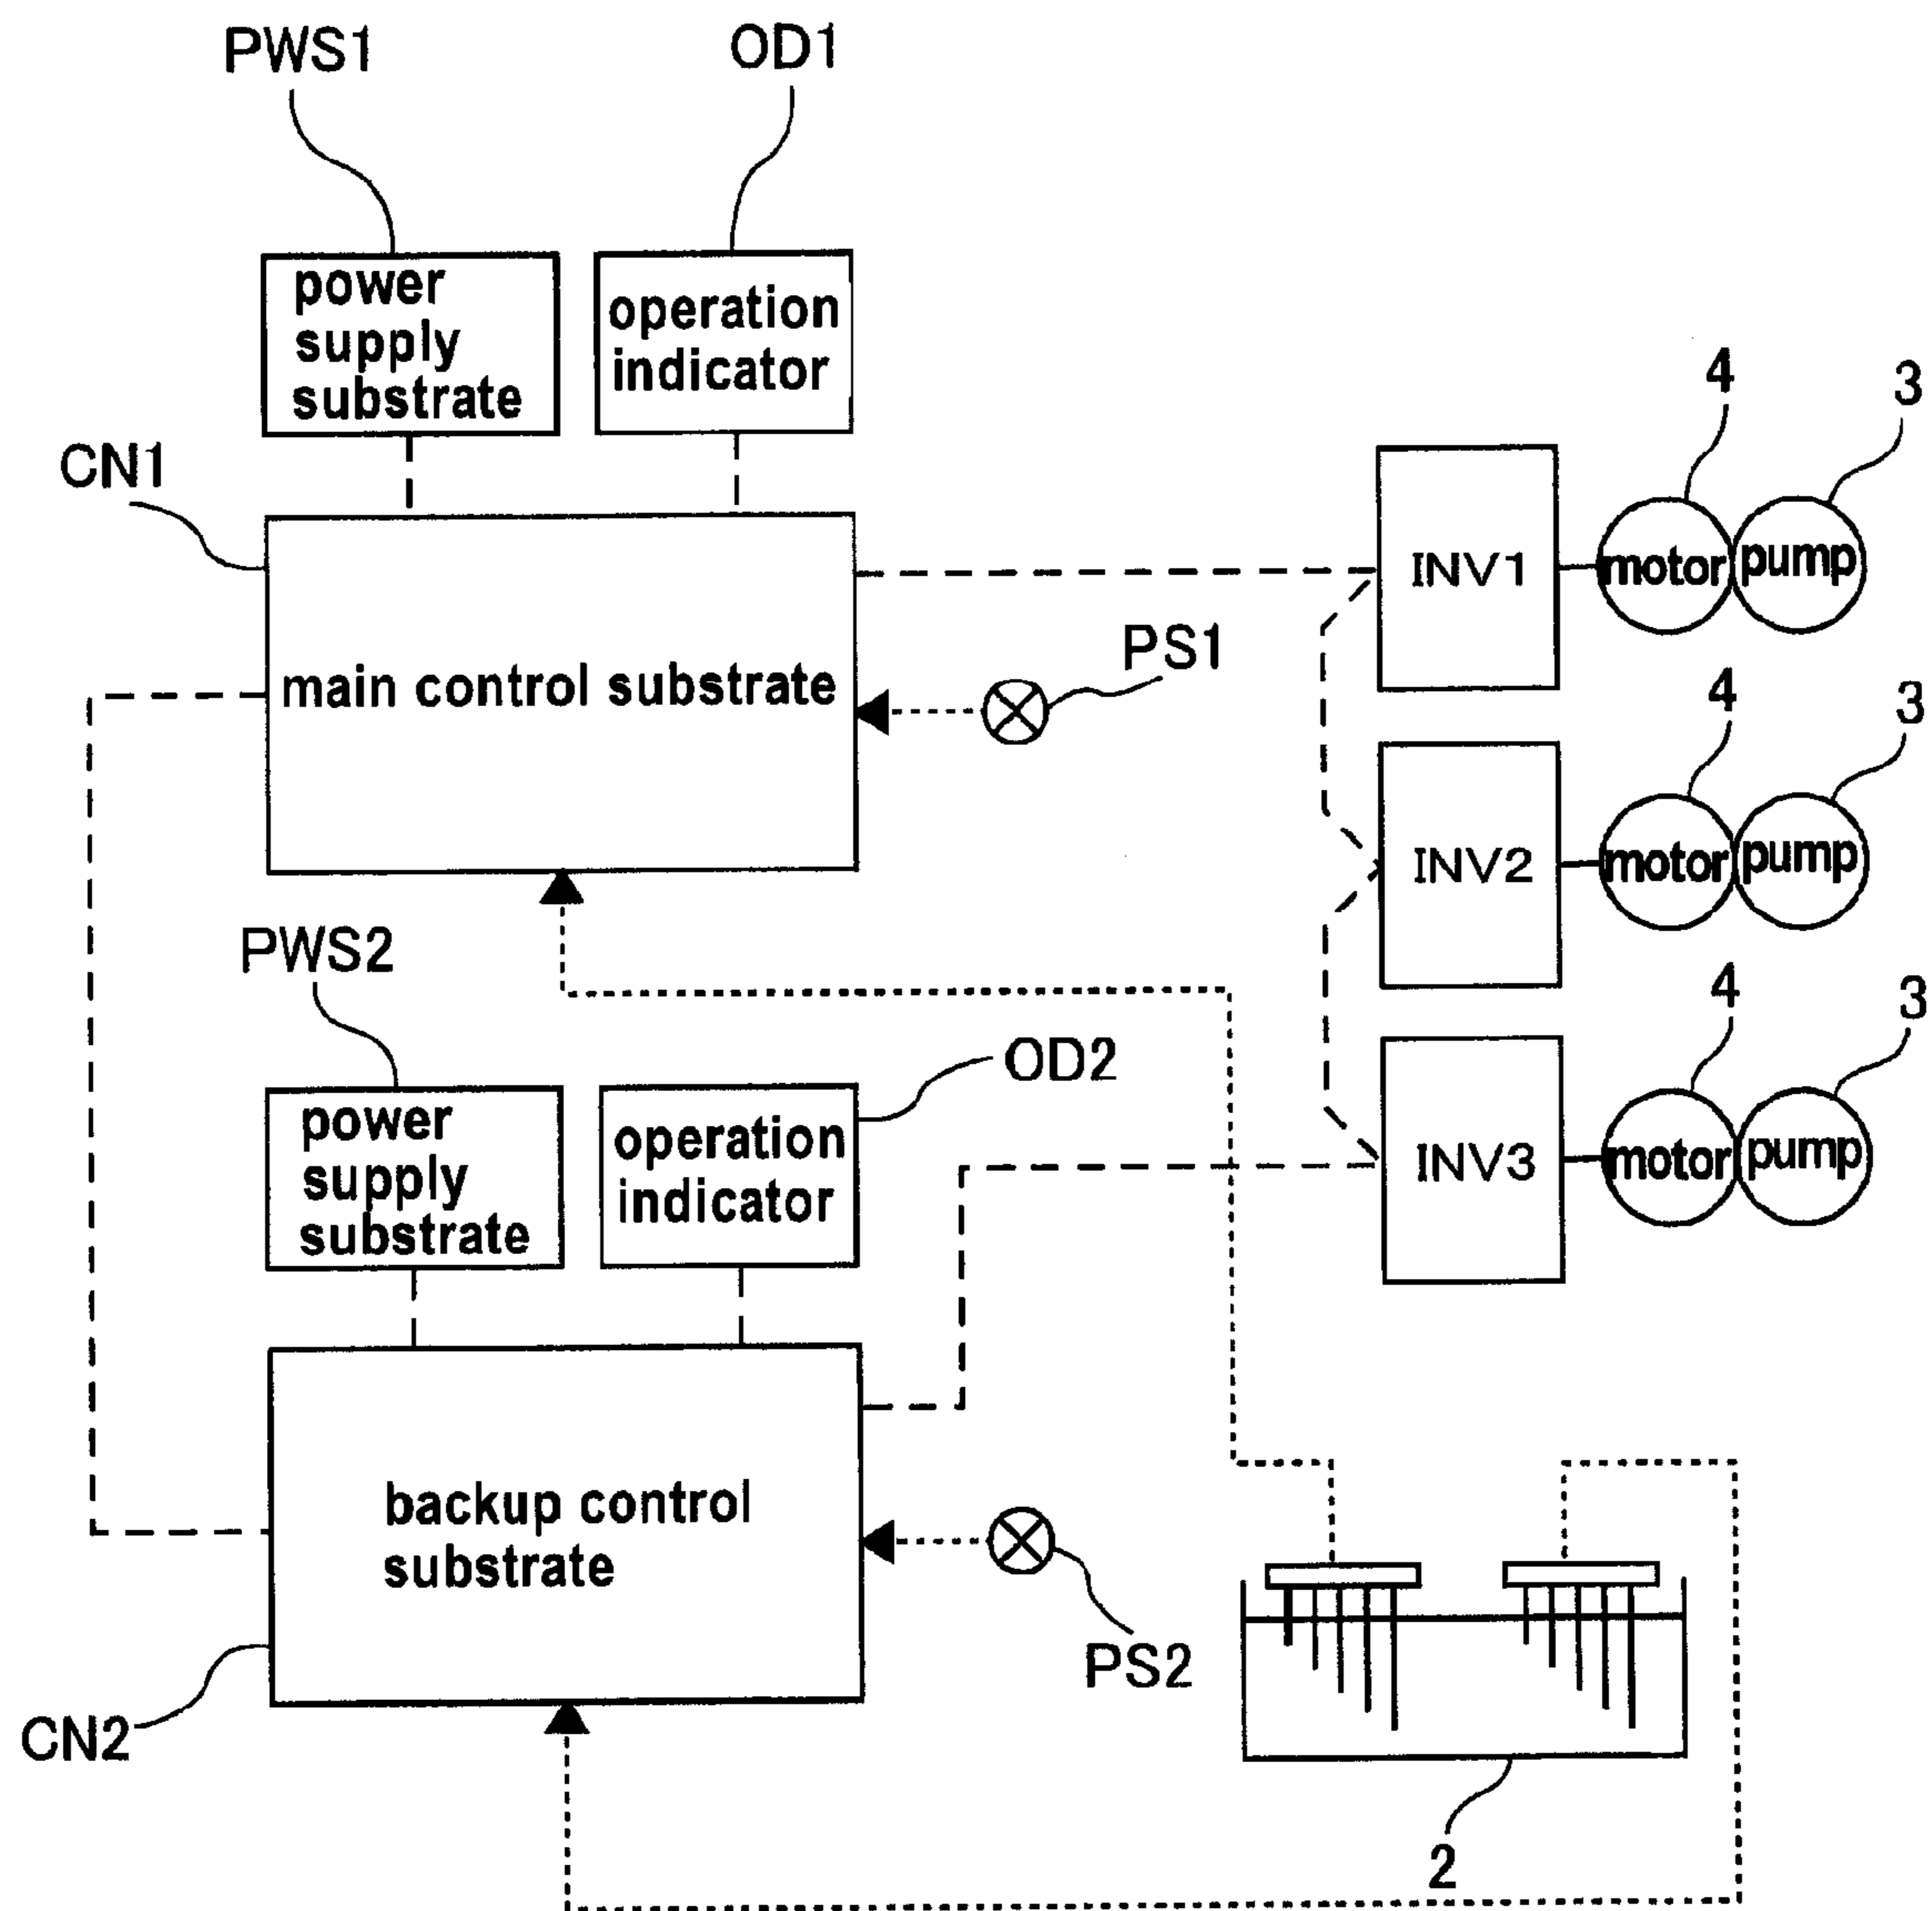 PWS1
OD1
power
supply
substrate
operation
indicator
CN1
4
3
INV1
motor
pump
main control substrate
PS1
4
3
INV2
motor
pump
PWS2
4
3
OD2
power
supply
substrate
operation
indicator
INV3
motor
pump
backup control
substrate
PS2
CN2
2